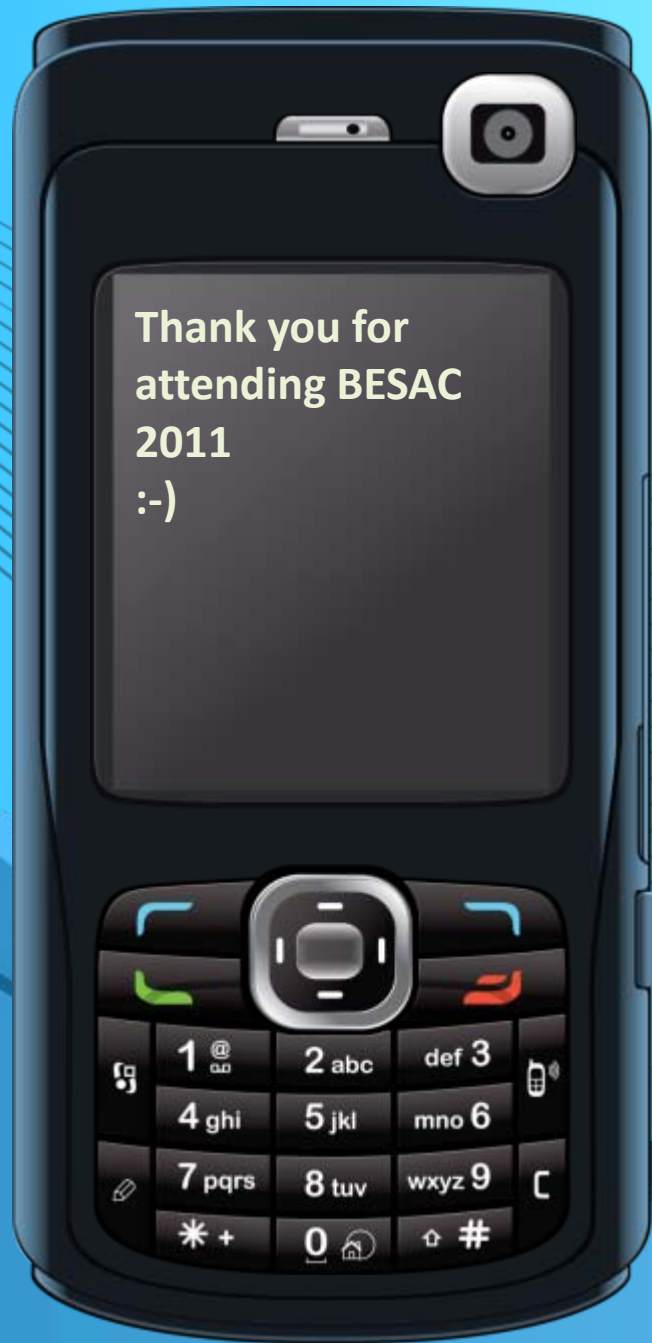 Thank you for
attending BESAC
2011
:-)
1 @
2 abc
def 3
4 ghi
5 jkl
mno 6
7 pqrs
8 tuv
wxyz 9
C
* +
0
#